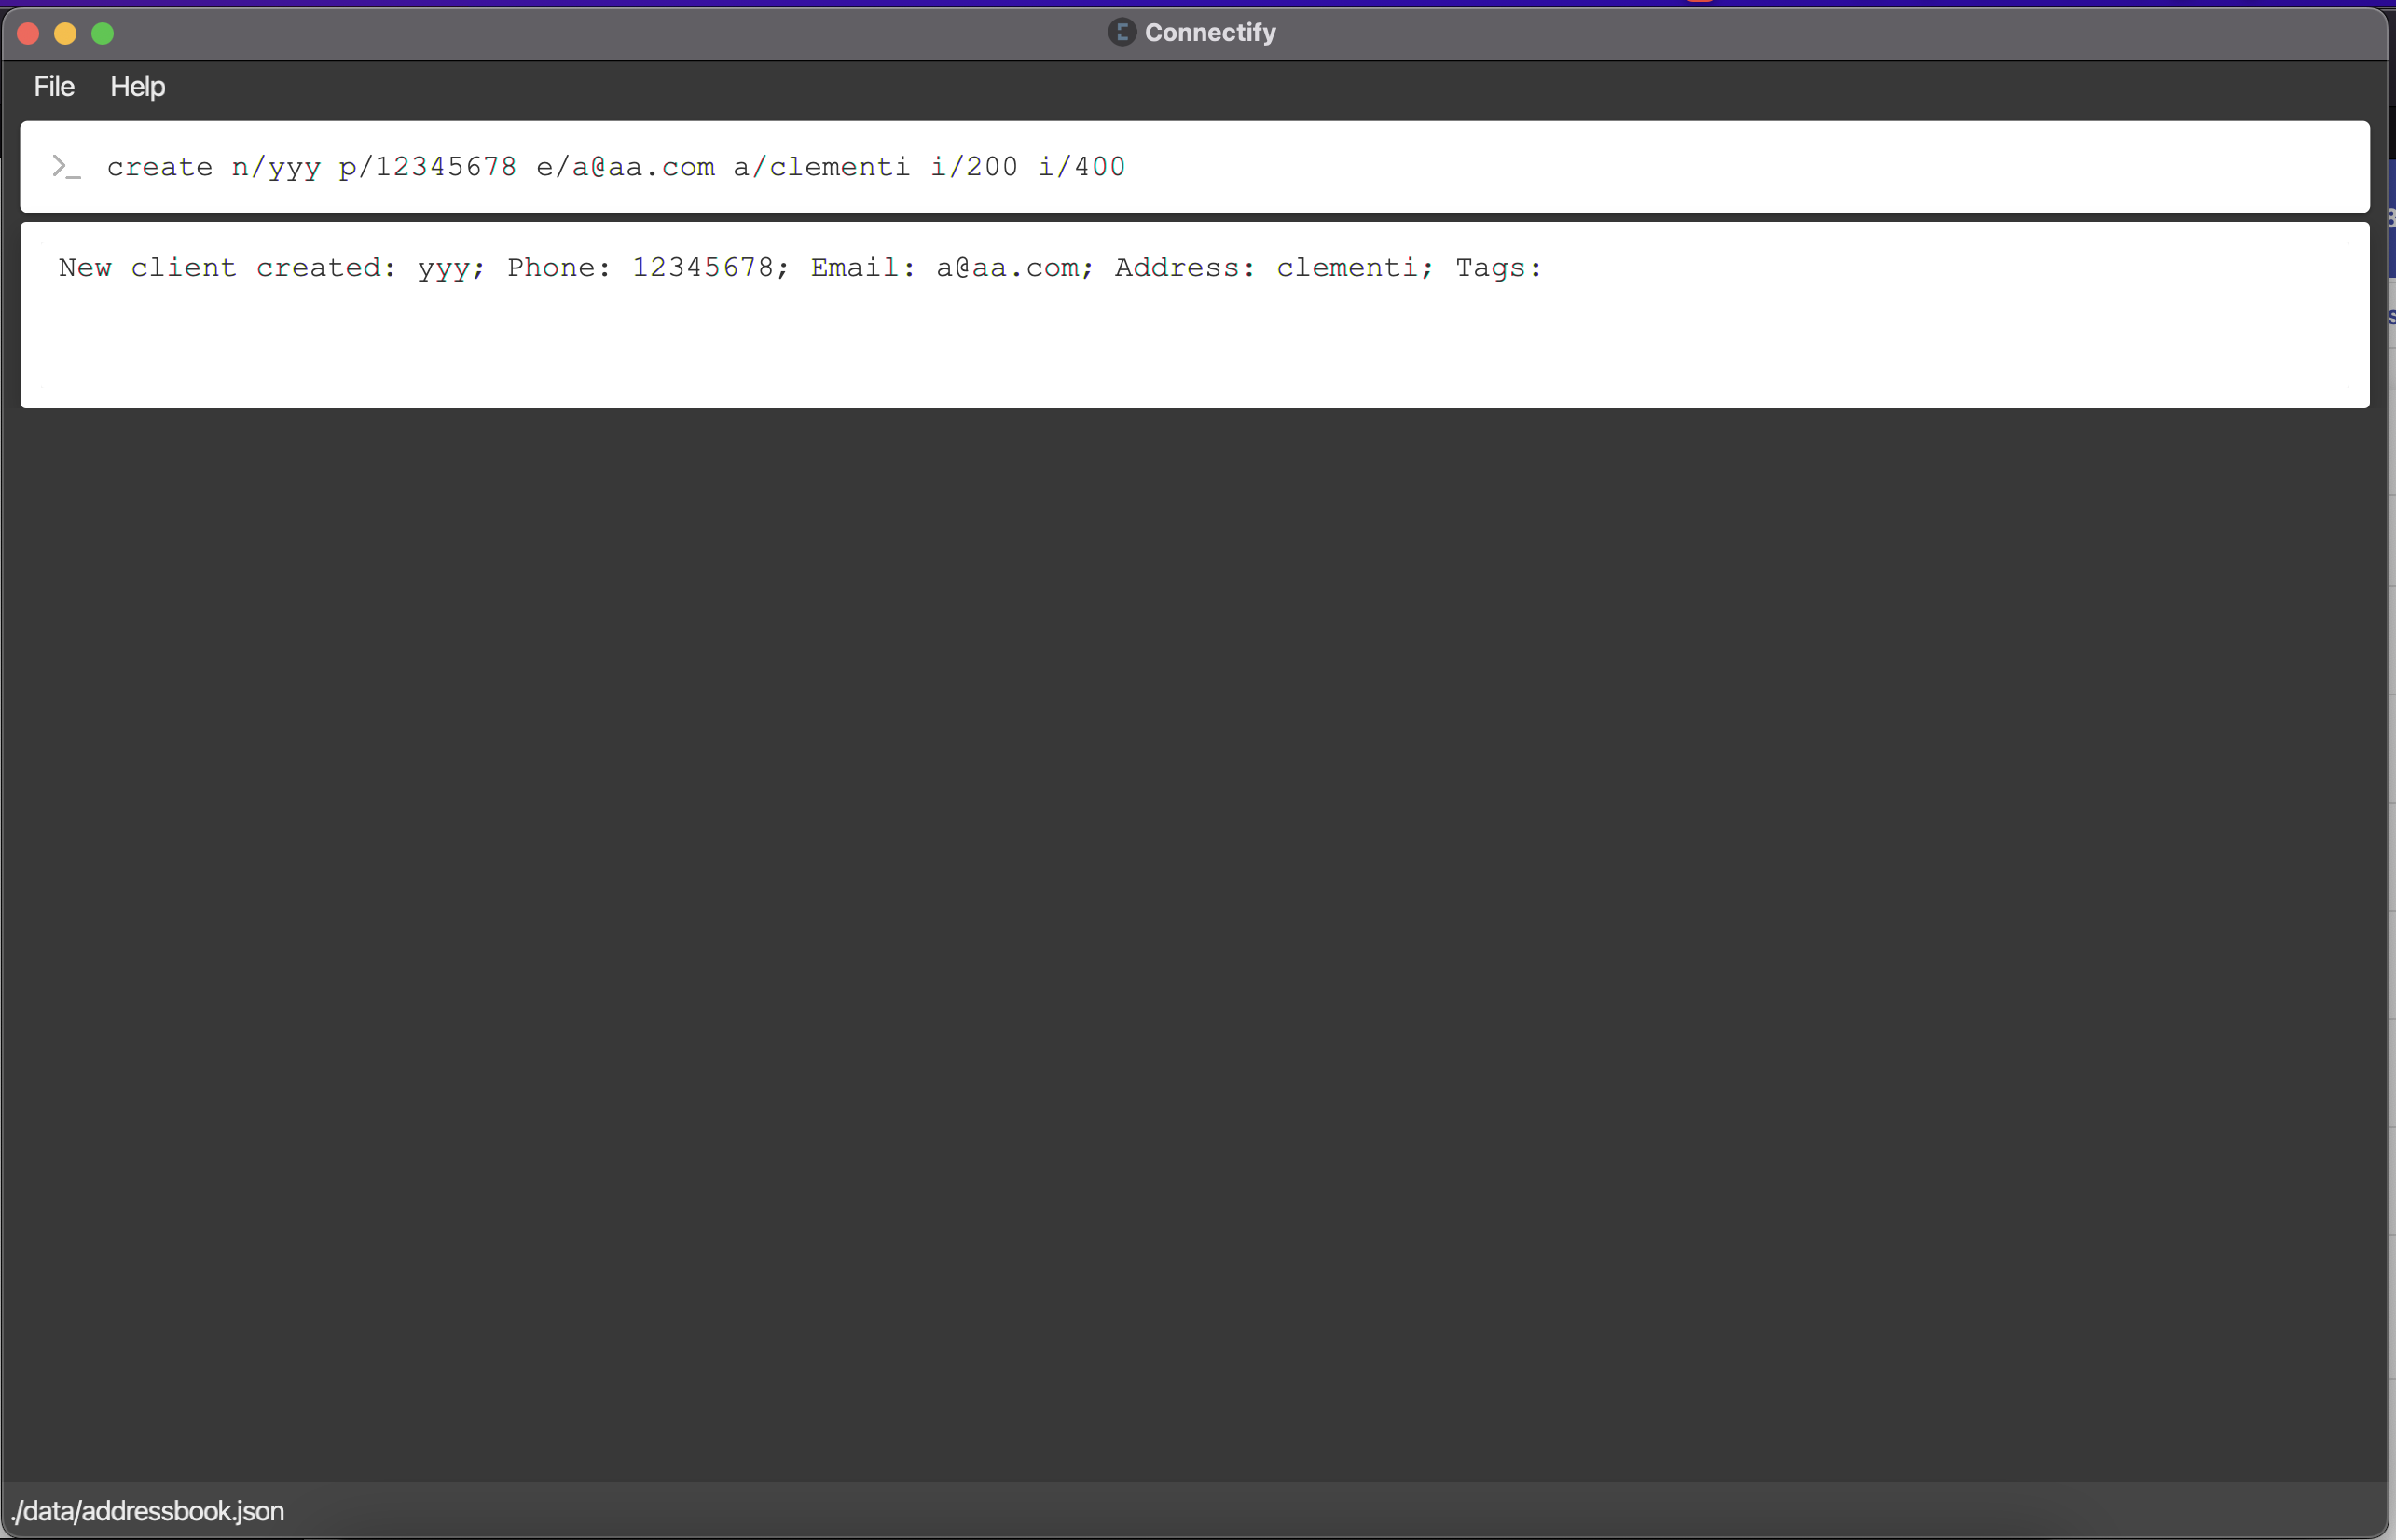 Connectify
File Help
>_ create n/yyy p/12345678 e/a@aa.com a/clementi i/200 i/400
New client created: yyy; Phone: 12345678; Email: a@aa.com; Address: clementi; Tags:
./data/addressbook.json